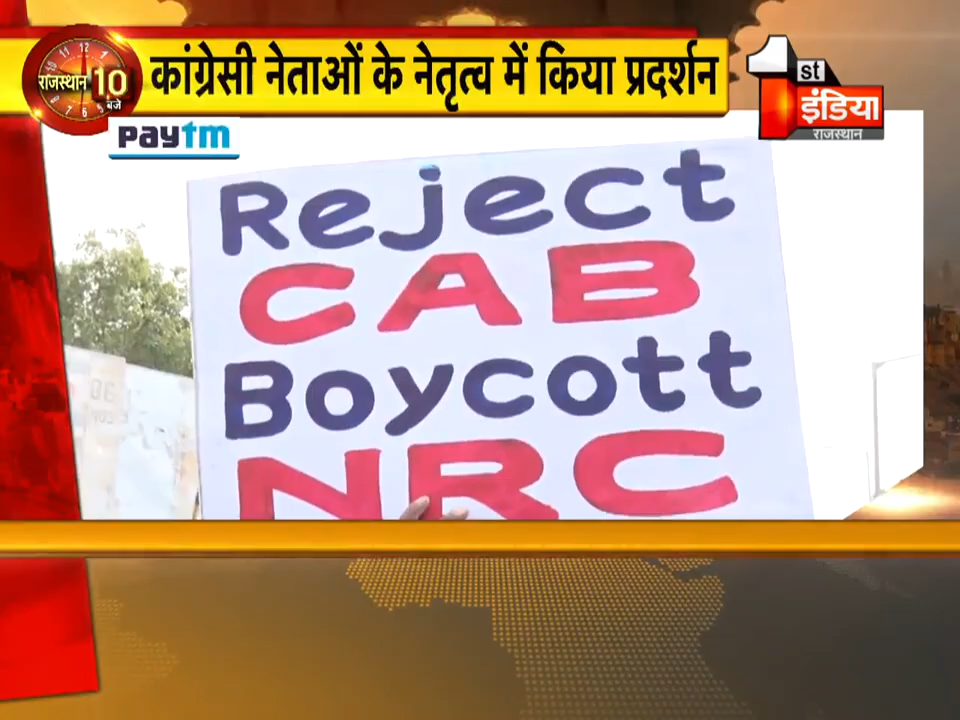 राजस्थान 10 बजे
कांग्रेसी नेताओं के नेतृत्व में किया प्रदर्शन
1st
इंडिया
राजस्थान
paytm
Reject
CAB
Boycott
NRC